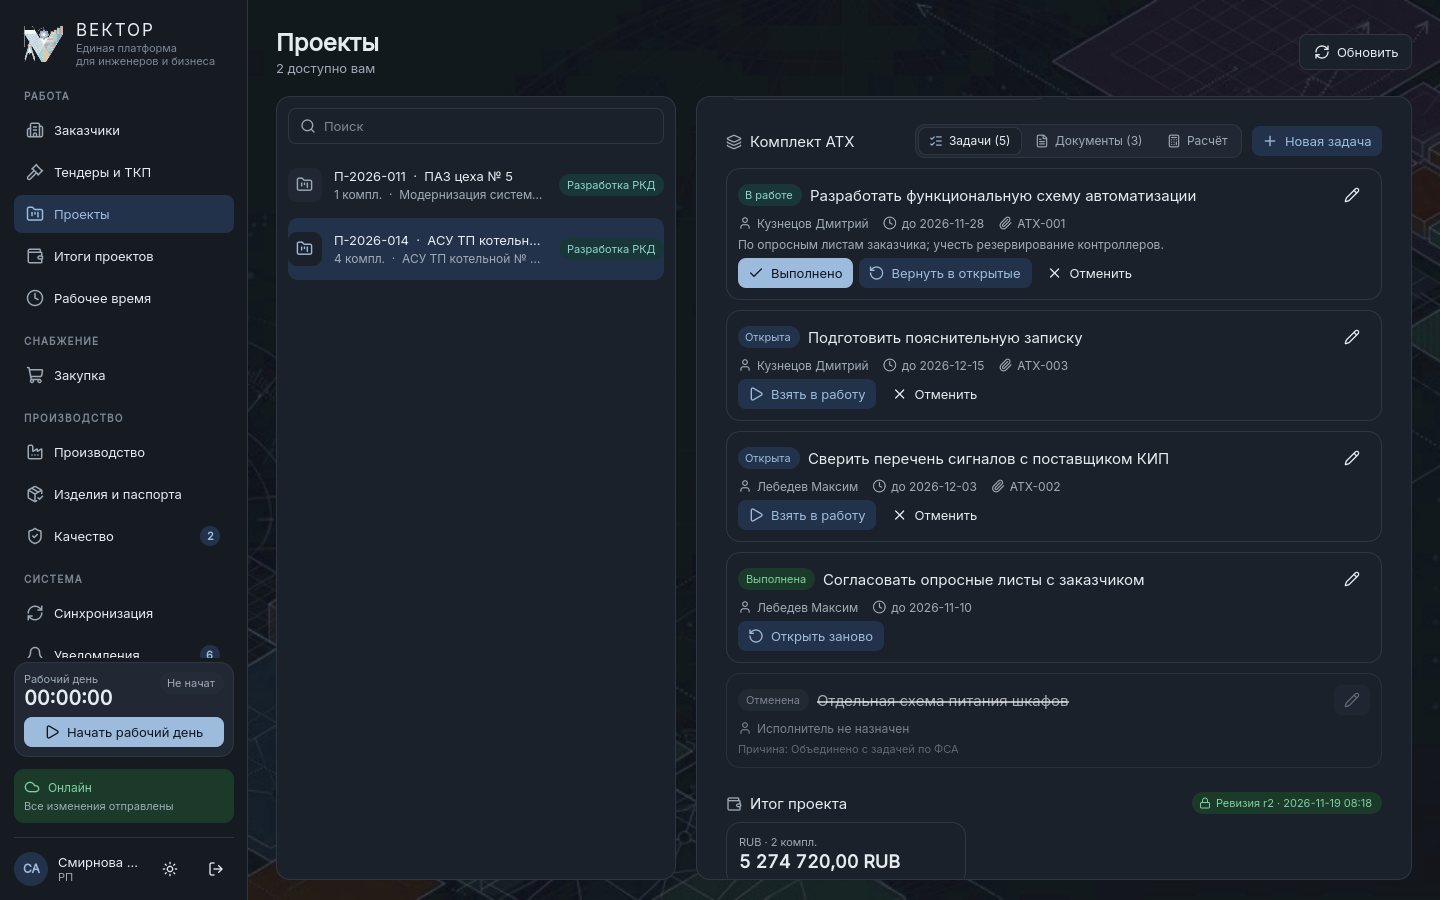 ВЕКТОР
Единая платформа
для инженеров и бизнеса
РАБОТА
Заказчики
Тендеры и ТКП
Проекты
Итоги проектов
Рабочее время
СНАБЖЕНИЕ
Закупка
ПРОИЗВОДСТВО
Производство
Изделия и паспорта
Качество 2
СИСТЕМА
Синхронизация
Уведомления 6
Рабочий день
Не начат
00:00:00
Начать рабочий день
Онлайн
Все изменения отправлены
СА
Смирнова ...
РП
Проекты
2 доступно вам
Обновить
Поиск
П-2026-011 · ПАЗ цеха № 5
1 компл. · Модернизация систем...
Разработка РКД
П-2026-014 · АСУ ТП котельн...
4 компл. · АСУ ТП котельной № ...
Разработка РКД
Комплект АТХ
Задачи (5)
Документы (3)
Расчёт
Новая задача
В работе Разработать функциональную схему автоматизации
Кузнецов Дмитрий до 2026-11-28 АТХ-001
По опросным листам заказчика; учесть резервирование контроллеров.
Выполнено Вернуть в открытые Отменить
Открыта Подготовить пояснительную записку
Кузнецов Дмитрий до 2026-12-15 АТХ-003
Взять в работу Отменить
Открыта Сверить перечень сигналов с поставщиком КИП
Лебедев Максим до 2026-12-03 АТХ-002
Взять в работу Отменить
Выполнена Согласовать опросные листы с заказчиком
Лебедев Максим до 2026-11-10
Открыть заново
Отменена Отдельная схема питания шкафов
Исполнитель не назначен
Причина: Объединено с задачей по ФСА
Итог проекта
Ревизия r2 · 2026-11-19 08:18
RUB · 2 компл.
5 274 720,00 RUB